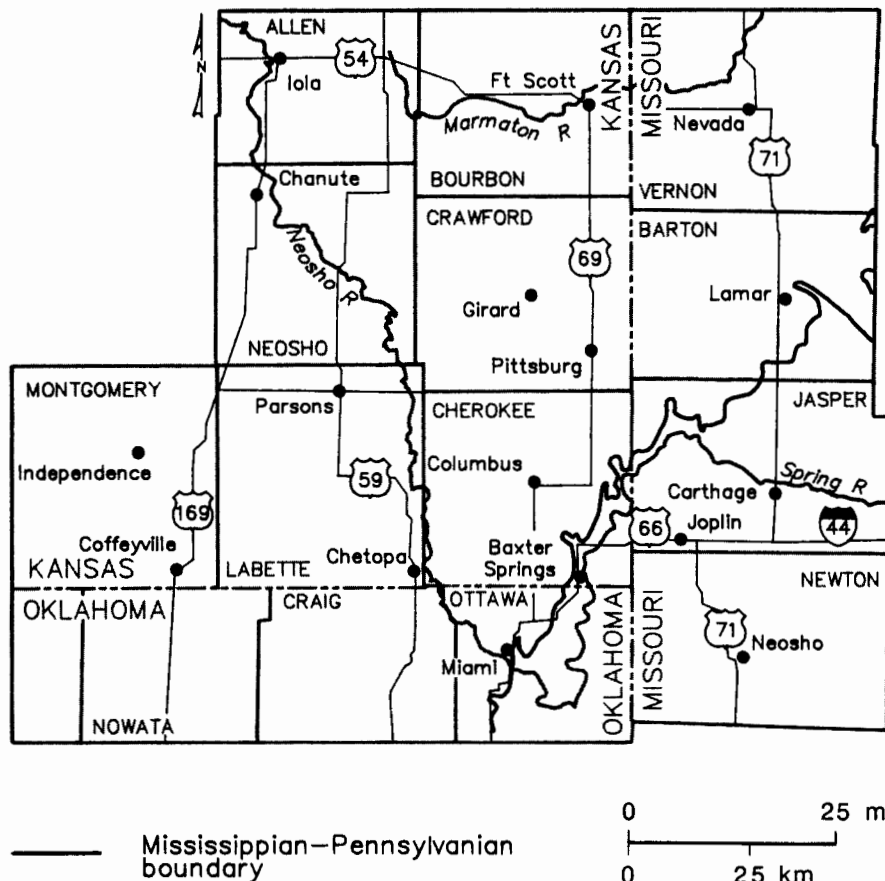 ALLEN
N
54
Iola
Ft Scott
KANSAS
MISSOURI
Marmaton R
Nevada
71
Chanute
BOURBON
VERNON
CRAWFORD
BARTON
Neosho R
69
Girard
Lamar
Pittsburg
NEOSHO
MONTGOMERY
Parsons
CHEROKEE
JASPER
Independence
59
Columbus
Spring R
169
Carthage
66
Joplin
44
Coffeyville
Chetopa
Baxter
Springs
KANSAS
LABETTE
NEWTON
OKLAHOMA
CRAIG
OTTAWA
OKLAHOMA
MISSOURI
71
Neosho
Miami
NOWATA
0 25 m
Mississippian-Pennsylvanian
boundary
0 25 km